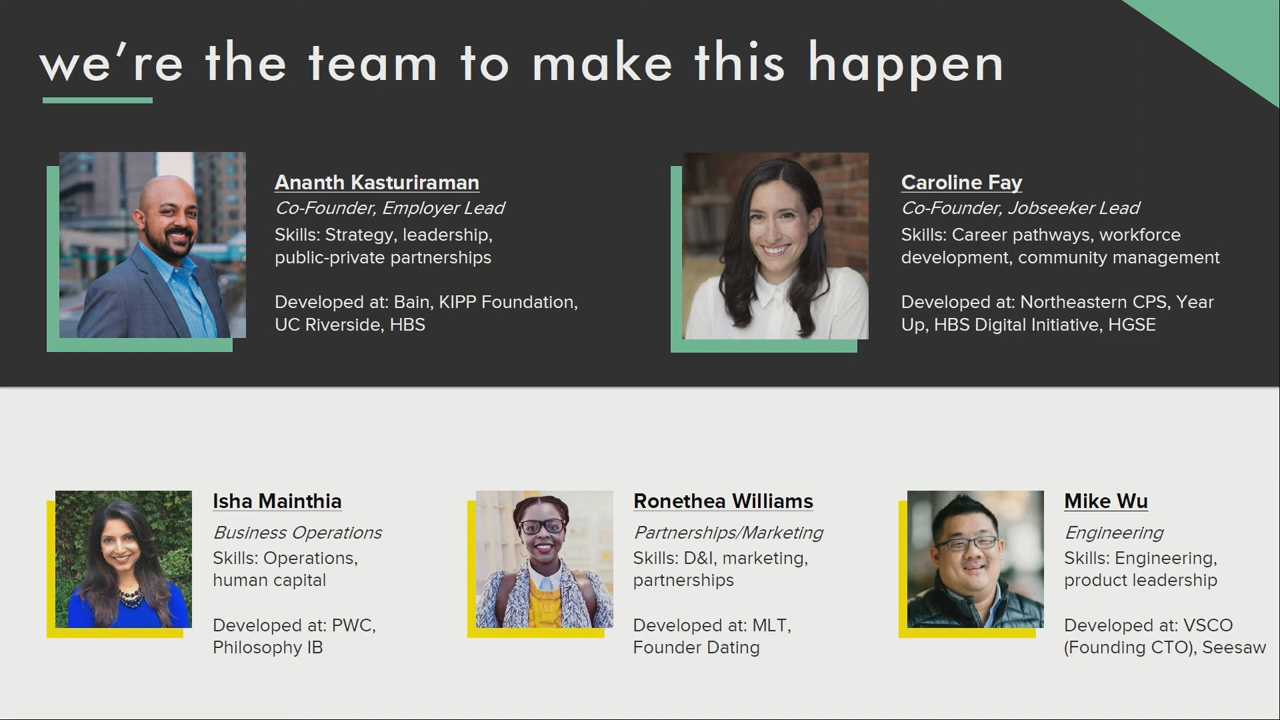 we're the team to make this happen
Ananth Kasturiraman
Co-Founder, Employer Lead
Skills: Strategy, leadership,
public-private partnerships
Developed at: Bain, KIPP Foundation,
UC Riverside, HBS
Caroline Fay
Co-Founder, Jobseeker Lead
Skills: Career pathways, workforce
development, community management
Developed at: Northeastern CPS, Year
Up, HBS Digital Initiative, HGSE
Isha Mainthia
Business Operations
Skills: Operations,
human capital
Developed at: PWC,
Philosophy IB
Ronethea Williams
Partnerships/Marketing
Skills: D&I, marketing,
partnerships
Developed at: MLT,
Founder Dating
Mike Wu
Engineering
Skills: Engineering,
product leadership
Developed at: VSCO
(Founding CTO), Seesaw